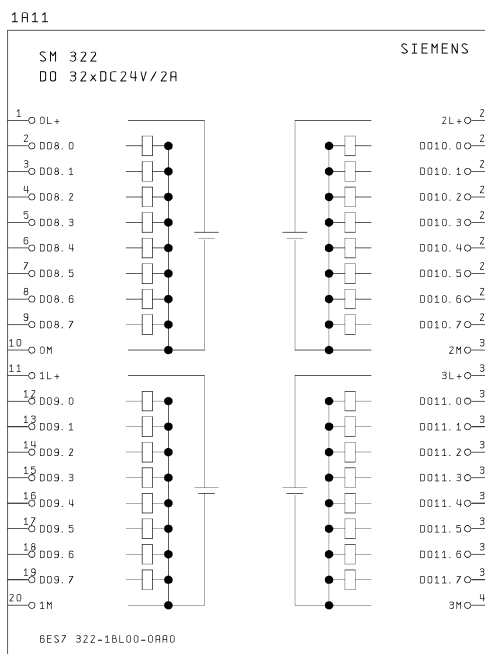 1A11
SM 322
DO 32xDC24V/2A
SIEMENS
1 0L+
2 DO8.0
3 DO8.1
4 DO8.2
5 DO8.3
6 DO8.4
7 DO8.5
8 DO8.6
9 DO8.7
10 0M
11 1L+
12 DO9.0
13 DO9.1
14 DO9.2
15 DO9.3
16 DO9.4
17 DO9.5
18 DO9.6
19 DO9.7
20 1M
2L+ 2
DO10.0 2
DO10.1 2
DO10.2 2
DO10.3 2
DO10.4 2
DO10.5 2
DO10.6 2
DO10.7 2
2M 3
3L+ 3
DO11.0 3
DO11.1 3
DO11.2 3
DO11.3 3
DO11.4 3
DO11.5 3
DO11.6 3
DO11.7 3
3M 4
6ES7 322-1BL00-0AA0